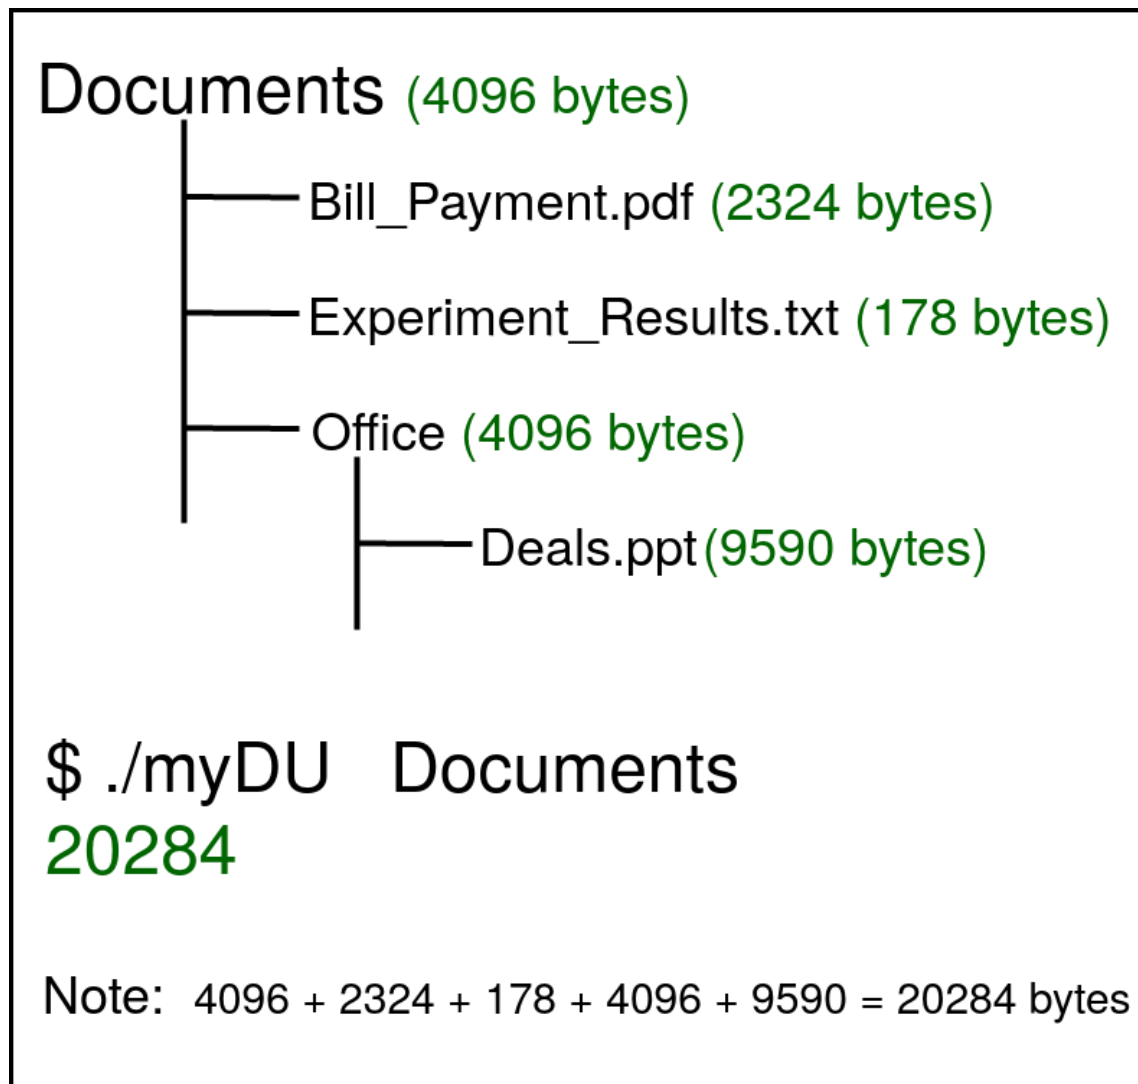 Documents (4096 bytes)
Bill_Payment.pdf (2324 bytes)
Experiment_Results.txt (178 bytes)
Office (4096 bytes)
Deals.ppt (9590 bytes)
$ ./myDU Documents
20284
Note: 4096 + 2324 + 178 + 4096 + 9590 = 20284 bytes